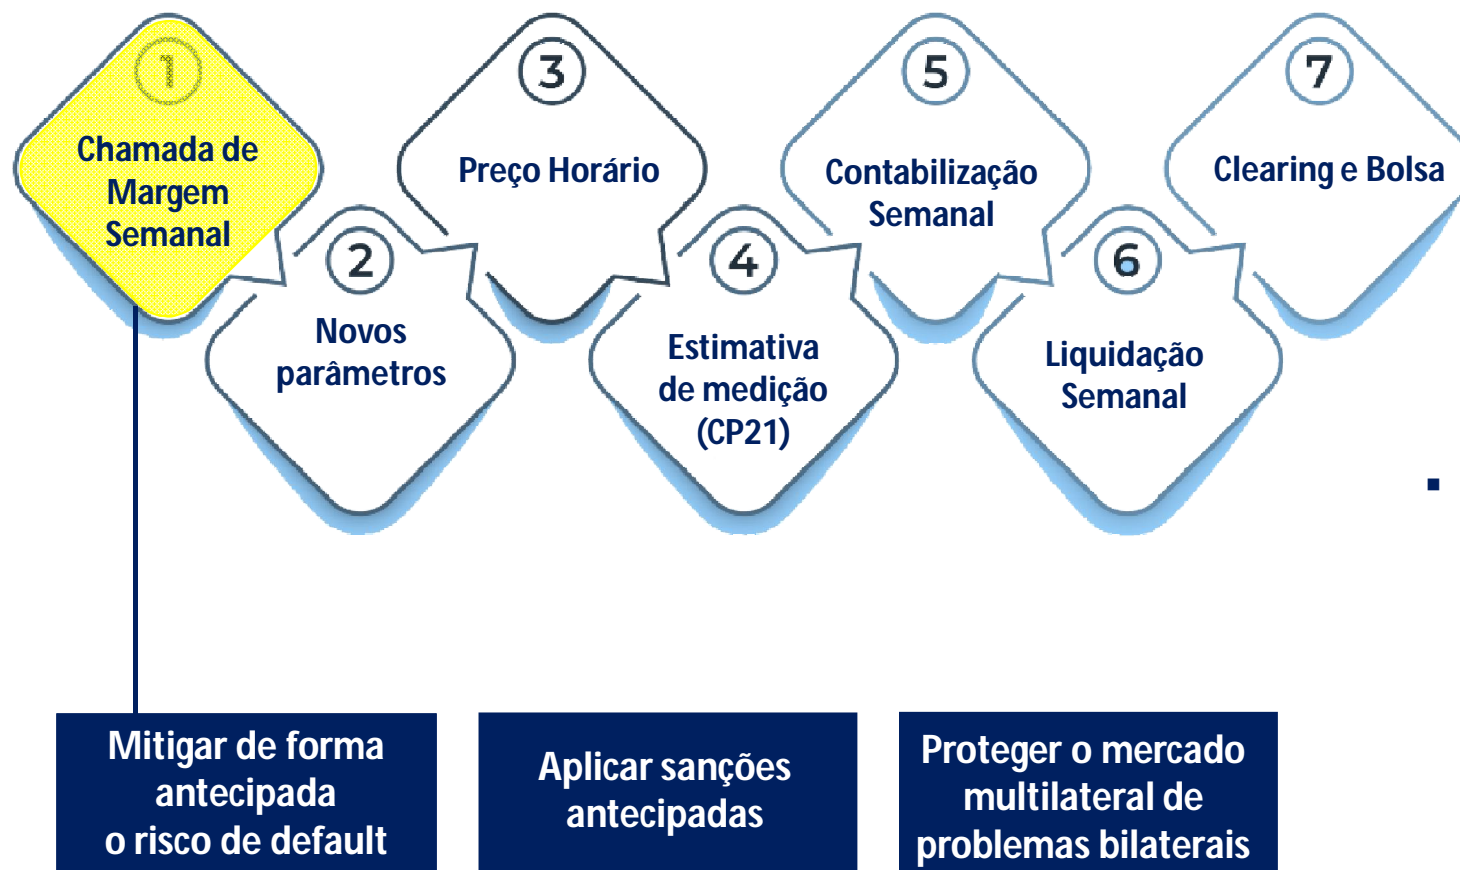 1
Chamada de
Margem
Semanal
2
Novos
parâmetros
3
Preço Horário
4
Estimativa
de medição
(CP21)
5
Contabilização
Semanal
6
Liquidação
Semanal
7
Clearing e Bolsa
Mitigar de forma
antecipada
o risco de default
Aplicar sanções
antecipadas
Proteger o mercado
multilateral de
problemas bilaterais